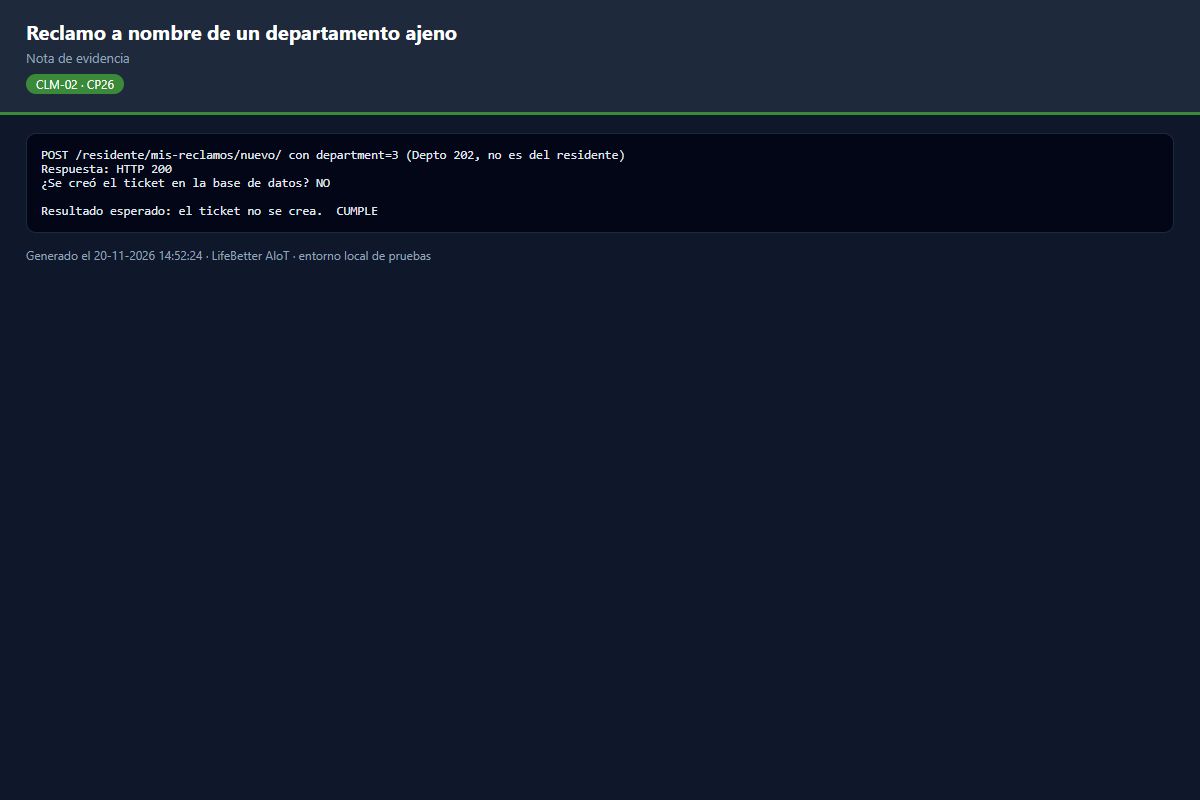 Reclamo a nombre de un departamento ajeno
Nota de evidencia
CLM-02 · CP26
POST /residente/mis-reclamos/nuevo/ con department=3 (Depto 202, no es del residente)
Respuesta: HTTP 200
¿Se creó el ticket en la base de datos? NO
Resultado esperado: el ticket no se crea.  CUMPLE
Generado el 20-11-2026 14:52:24 · LifeBetter AIoT · entorno local de pruebas